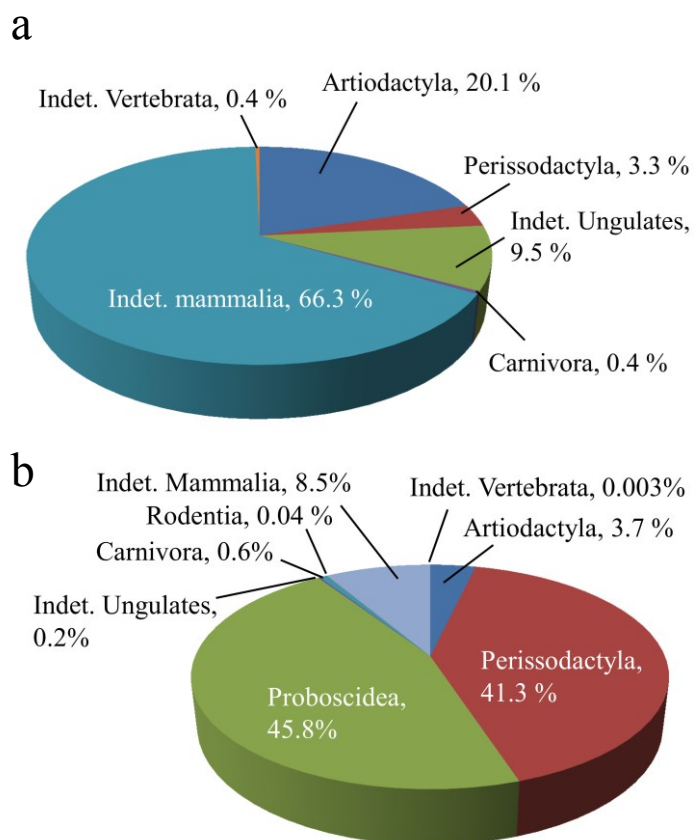 a
Artiodactyla, 20.1 %
Indet. Vertebrata, 0.4 %
Perissodactyla, 3.3 %
Indet. Ungulates,
9.5 %
Indet. mammalia, 66.3 %
Carnivora, 0.4 %
b
Indet. Mammalia, 8.5%
Indet. Vertebrata, 0.003%
Rodentia, 0.04 %
Artiodactyla, 3.7 %
Carnivora, 0.6%
Indet. Ungulates,
0.2%
Perissodactyla,
41.3 %
Proboscidea,
45.8%